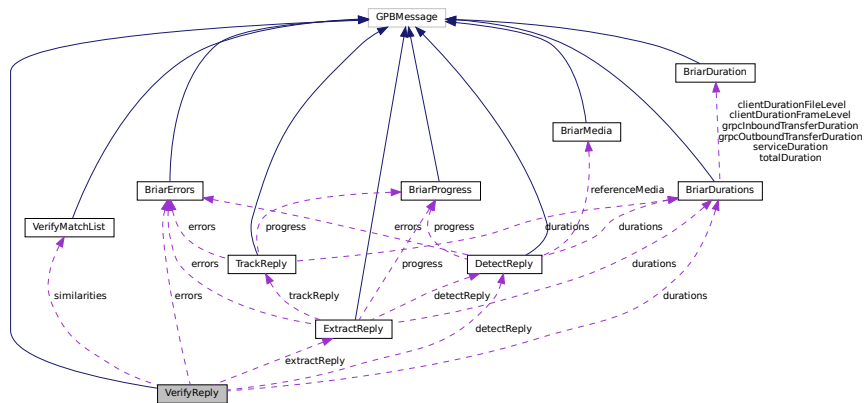 GPBMessage
BriarDuration
clientDurationFileLevel
clientDurationFrameLevel
grpcInboundTransferDuration
grpcOutboundTransferDuration
serviceDuration
totalDuration
BriarMedia
BriarErrors
BriarProgress
referenceMedia
BriarDurations
VerifyMatchList
errors
progress
errors
progress
durations
durations
TrackReply
DetectReply
errors
progress
durations
similarities
errors
trackReply
detectReply
durations
ExtractReply
detectReply
extractReply
VerifyReply